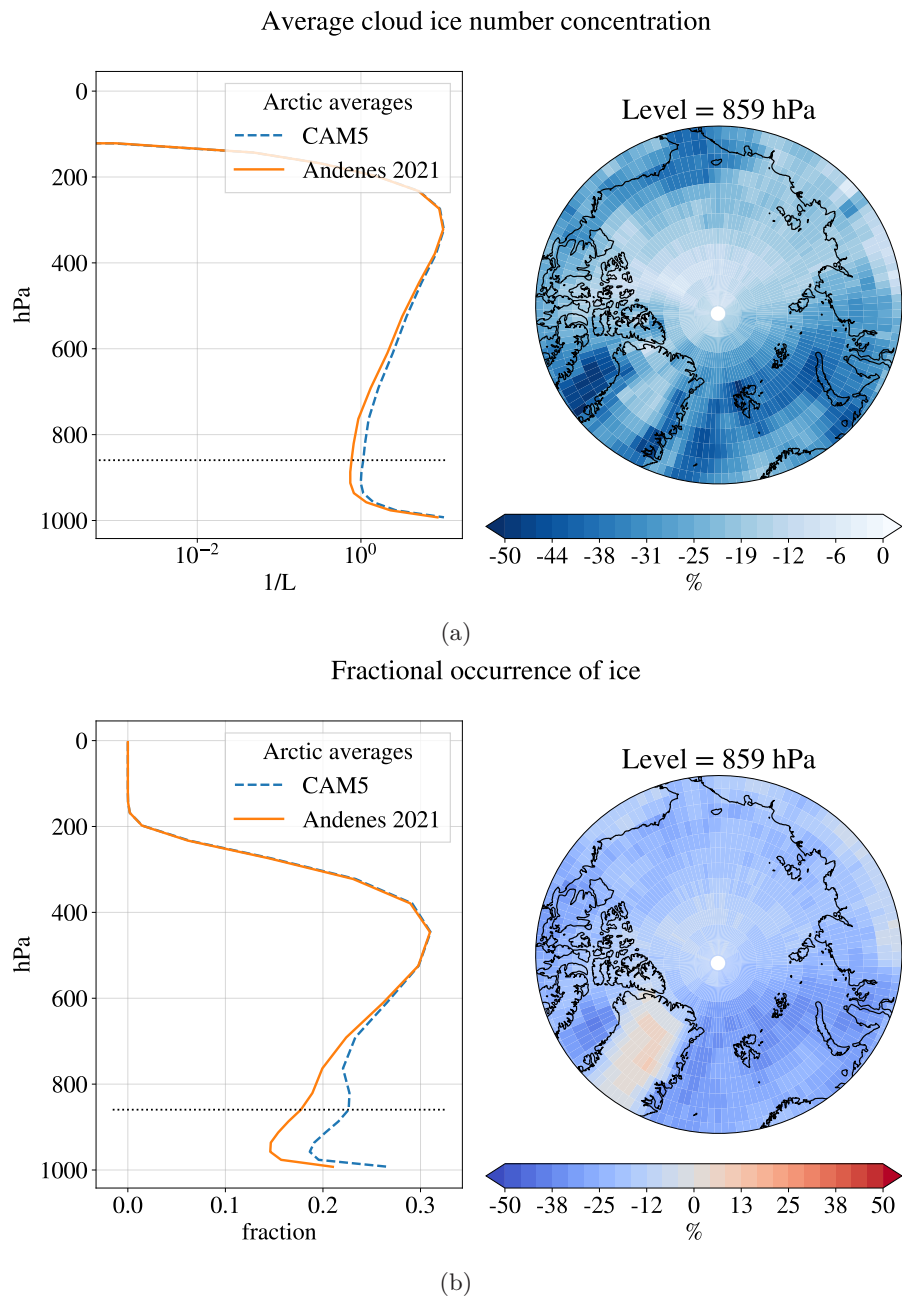 Average cloud ice number concentration
0
200
400
600
800
1000
hPa
Arctic averages
CAM5
Andenes 2021
10^-2
10^0
1/L
Level = 859 hPa
-50 -44 -38 -31 -25 -19 -12 -6 0
%
(a)
Fractional occurrence of ice
0
200
400
600
800
1000
hPa
Arctic averages
CAM5
Andenes 2021
0.0 0.1 0.2 0.3
fraction
Level = 859 hPa
-50 -38 -25 -12 0 13 25 38 50
%
(b)